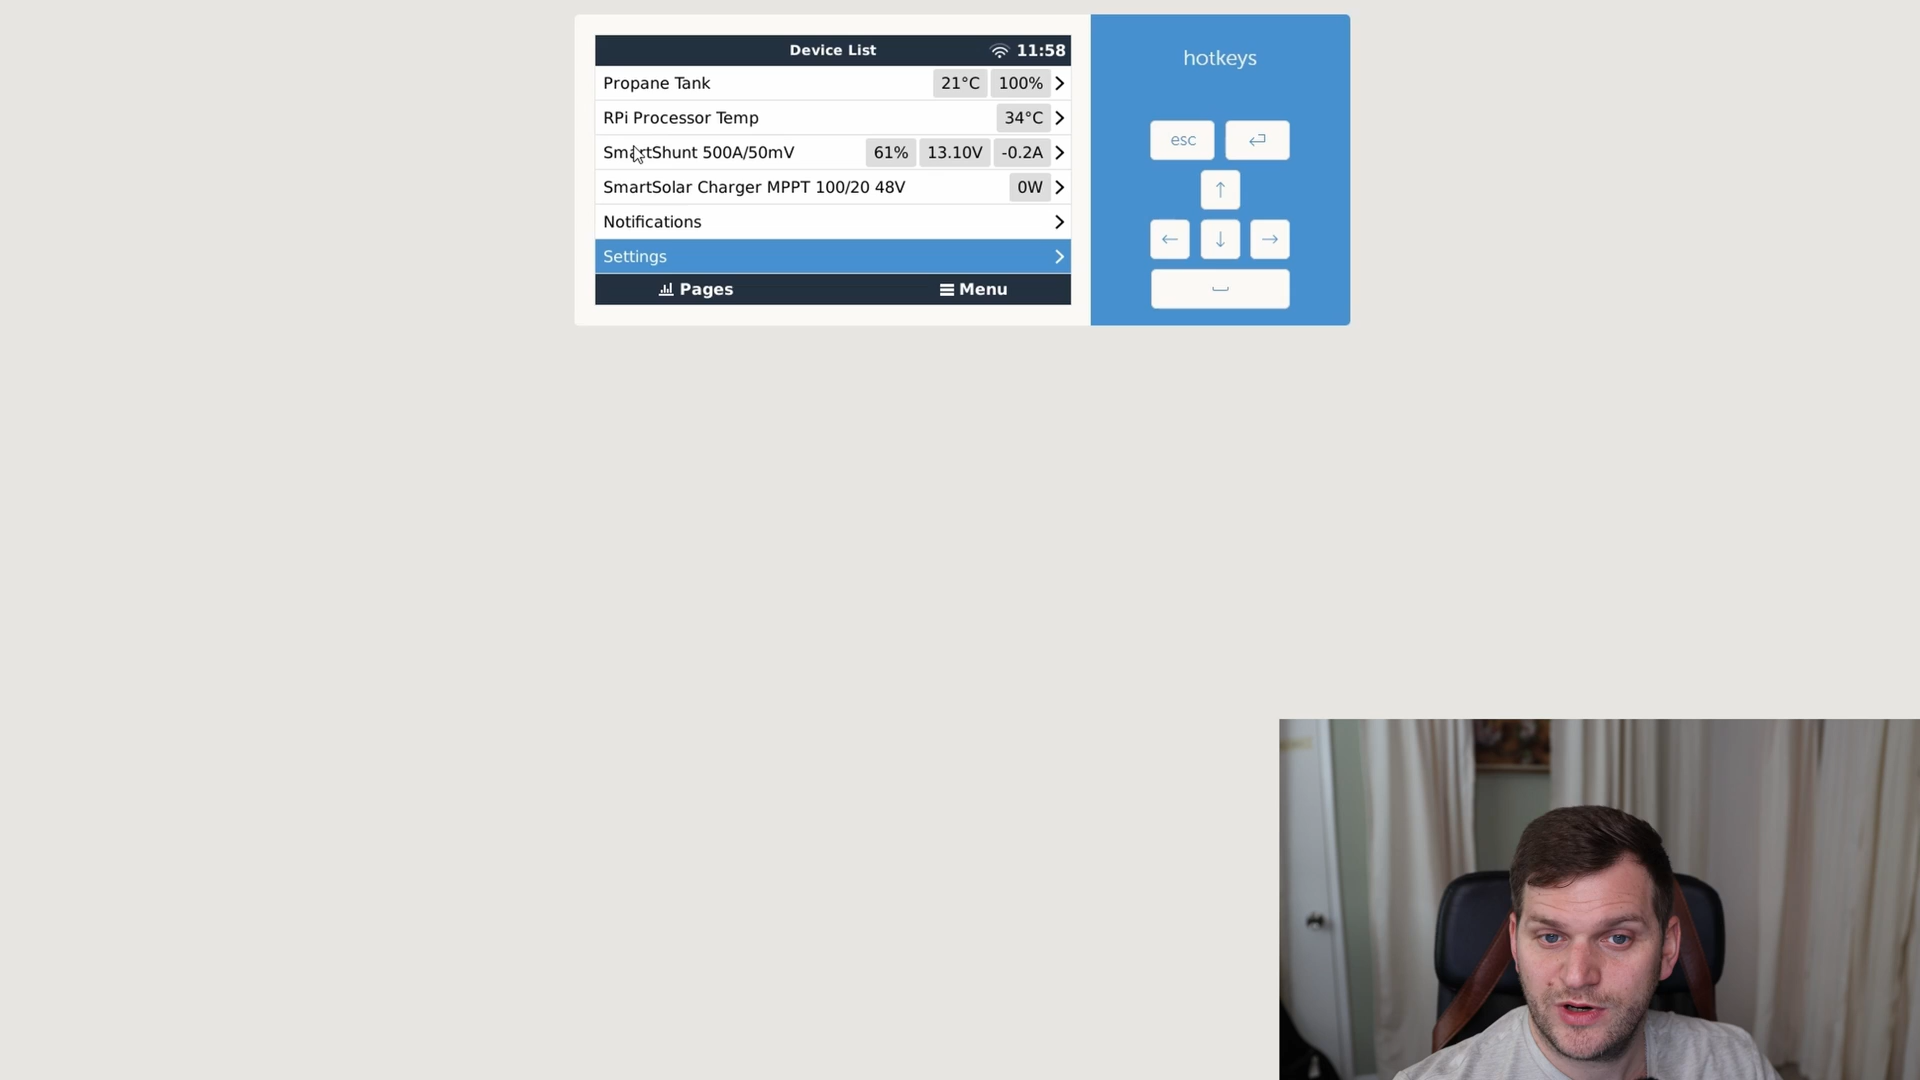 Device List 11:58
Propane Tank 21°C 100%
RPi Processor Temp 34°C
SmartShunt 500A/50mV 61% 13.10V -0.2A
SmartSolar Charger MPPT 100/20 48V 0W
Notifications
Settings
Pages Menu
hotkeys
esc